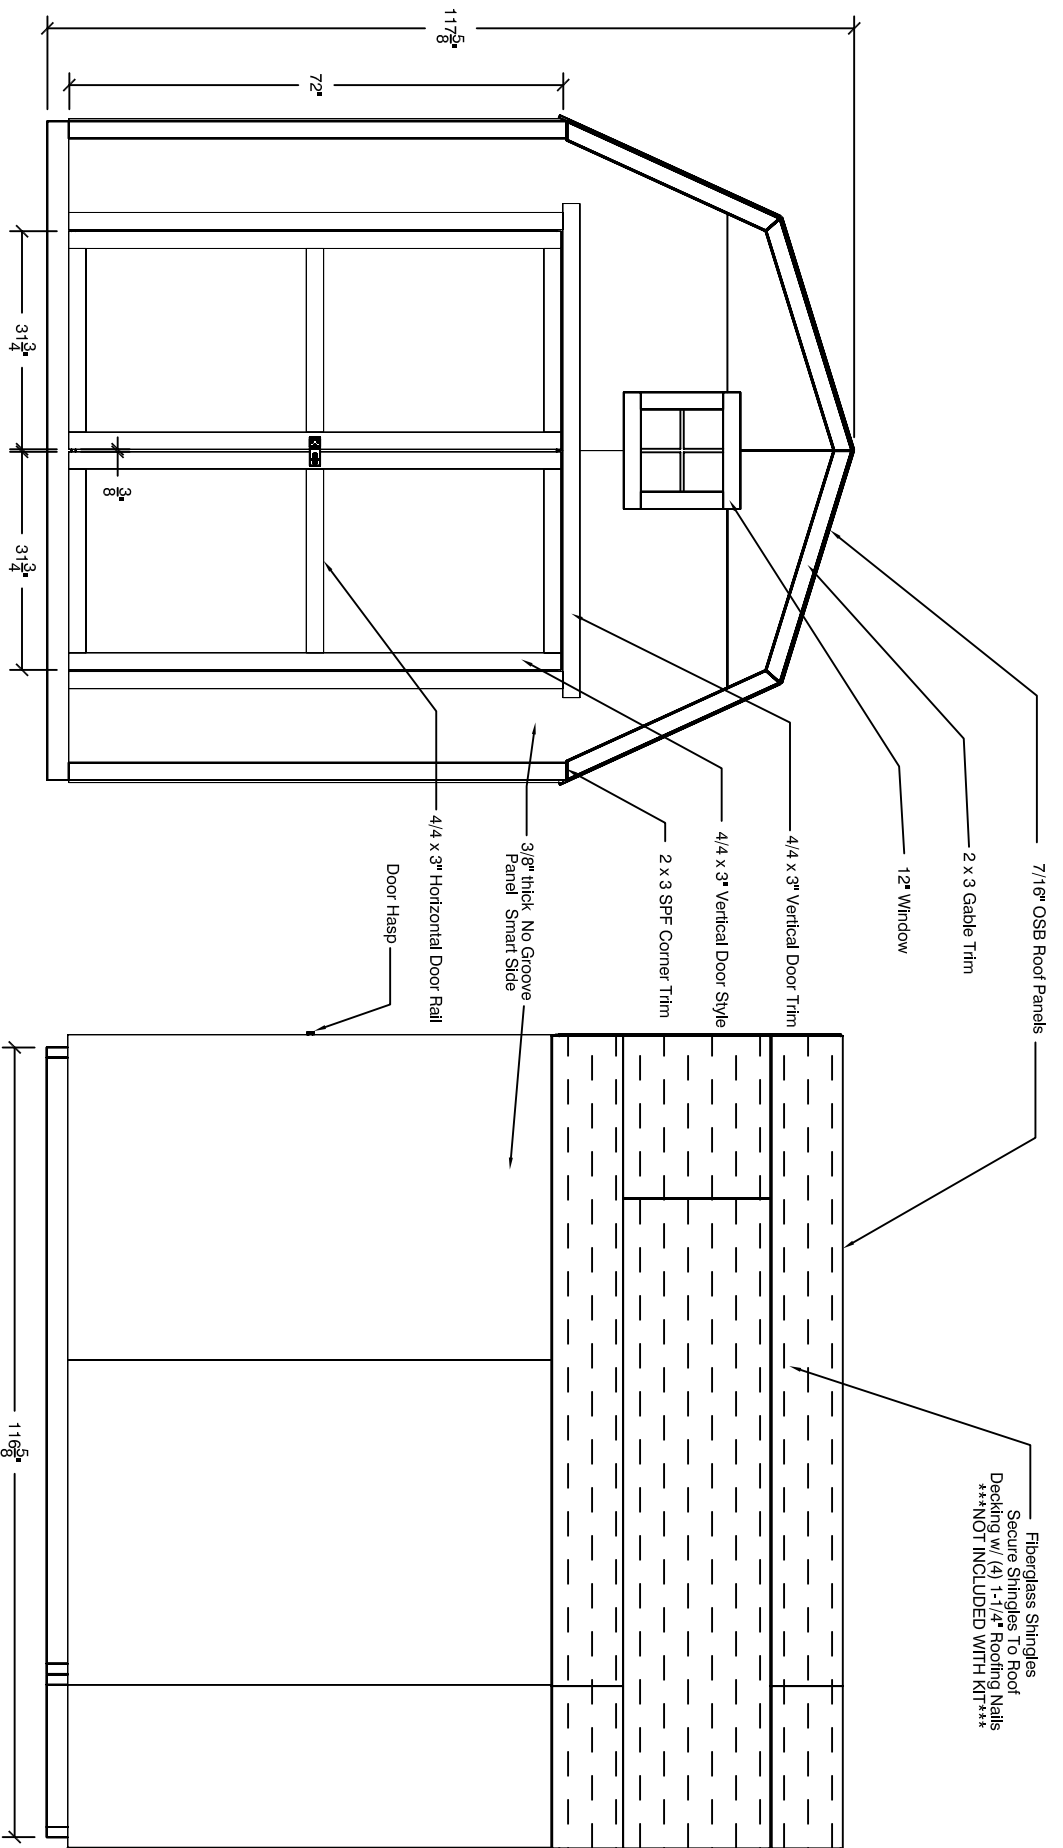 117 5/8"
72"
31 3/4"
3/8"
31 3/4"
7/16" OSB Roof Panels
2 x 3 Gable Trim
12" Window
4/4 x 3" Vertical Door Trim
4/4 x 3" Vertical Door Style
2 x 3 SPF Corner Trim
3/8" thick No Groove
Panel Smart Side
4/4 x 3" Horizontal Door Rail
Door Hasp
Fiberglass Shingles
Secure Shingles To Roof
Decking w/ (4) 1-1/4" Roofing Nails
***NOT INCLUDED WITH KIT***
116 5/8"